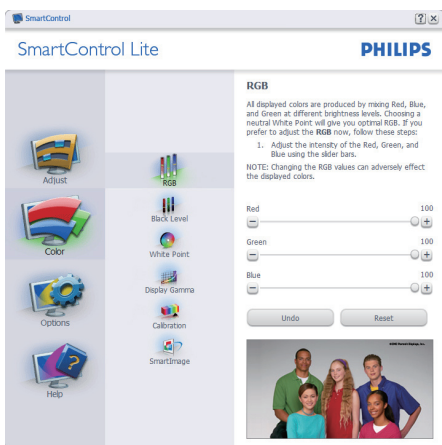 SmartControl
SmartControl Lite
PHILIPS
Adjust
Color
Options
Help
RGB
Black Level
White Point
Display Gamma
Calibration
SmartImage
RGB
All displayed colors are produced by mixing Red, Blue,
and Green at different brightness levels. Choosing a
neutral White Point will give you optimal RGB. If you
prefer to adjust the RGB now, follow these steps:
1. Adjust the intensity of the Red, Green, and
Blue using the slider bars.
NOTE: Changing the RGB values can adversely effect
the displayed colors.
Red 100
Green 100
Blue 100
Undo Reset